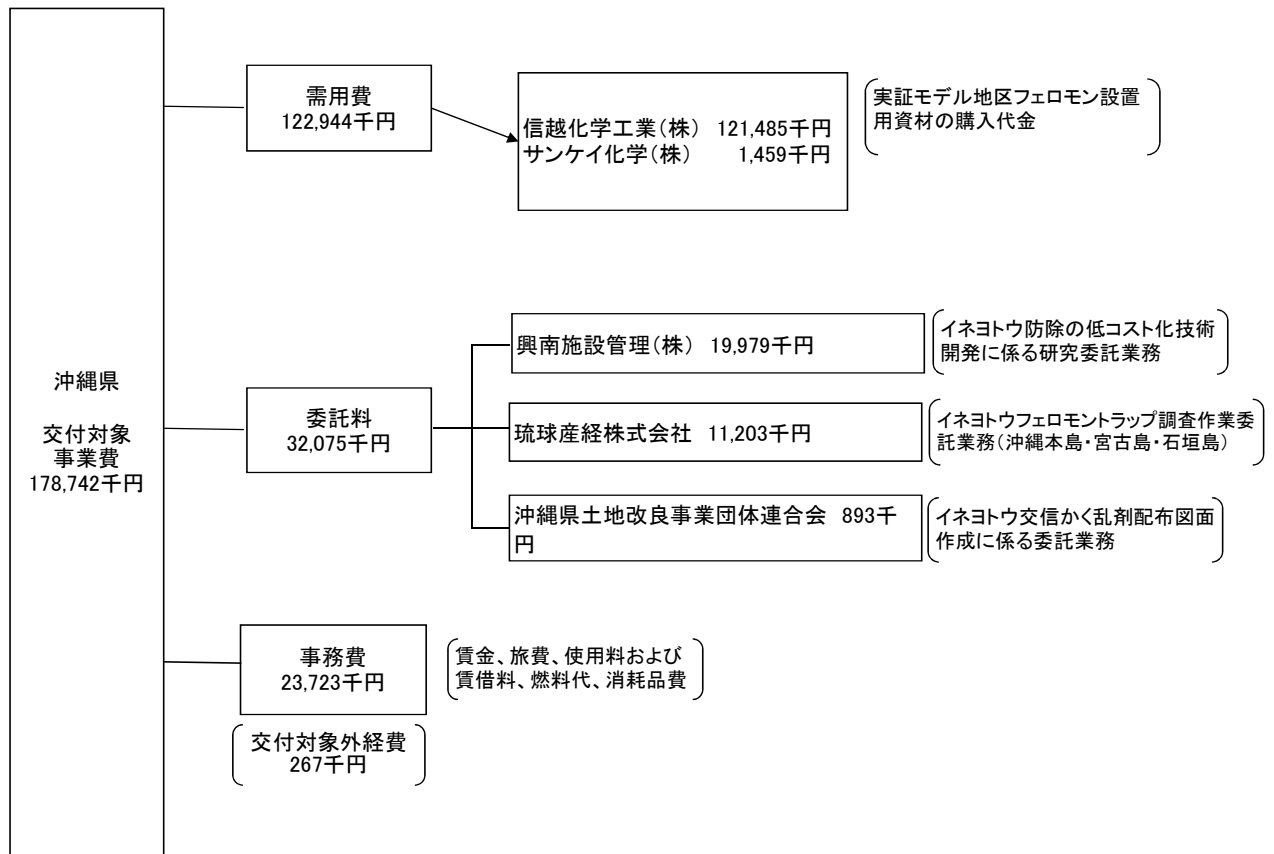 沖縄県
交付対象
事業費
178,742千円
需用費
122,944千円
信越化学工業(株) 121,485千円
サンケイ化学(株) 1,459千円
実証モデル地区フェロモン設置
用資材の購入代金
委託料
32,075千円
興南施設管理(株) 19,979千円
イネヨトウ防除の低コスト化技術
開発に係る研究委託業務
琉球産経株式会社 11,203千円
イネヨトウフェロモントラップ調査作業委
託業務(沖縄本島・宮古島・石垣島)
沖縄県土地改良事業団体連合会 893千
円
イネヨトウ交信かく乱剤配布図面
作成に係る委託業務
事務費
23,723千円
賃金、旅費、使用料および
賃借料、燃料代、消耗品費
交付対象外経費
267千円